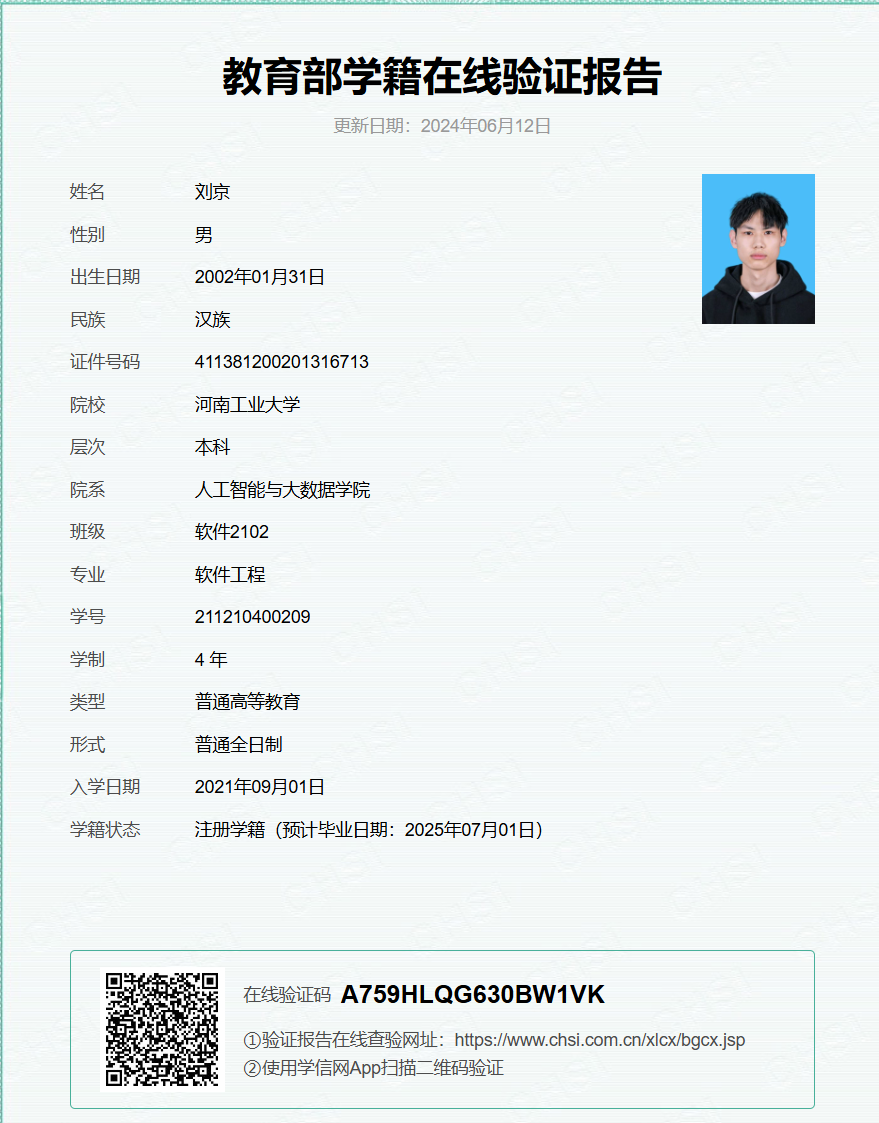 教育部学籍在线验证报告
更新日期：2024年06月12日
姓名 刘京
性别 男
出生日期 2002年01月31日
民族 汉族
证件号码 411381200201316713
院校 河南工业大学
层次 本科
院系 人工智能与大数据学院
班级 软件2102
专业 软件工程
学号 211210400209
学制 4 年
类型 普通高等教育
形式 普通全日制
入学日期 2021年09月01日
学籍状态 注册学籍（预计毕业日期：2025年07月01日）
在线验证码 A759HLQG630BW1VK
①验证报告在线查验网址：https://www.chsi.com.cn/xlcx/bgcx.jsp
②使用学信网App扫描二维码验证